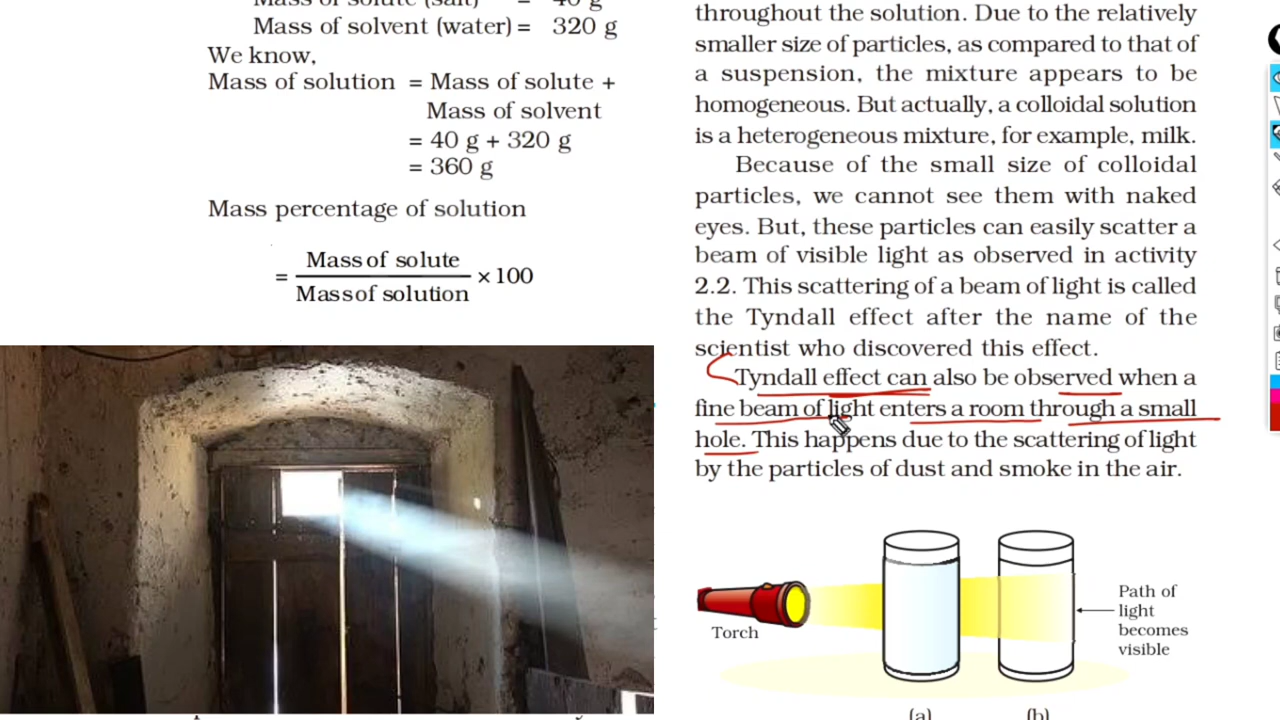 Mass of solute (salt) = 40 g
Mass of solvent (water) = 320 g
We know,
Mass of solution = Mass of solute +
Mass of solvent
= 40 g + 320 g
= 360 g
Mass percentage of solution
= Mass of solute / Mass of solution × 100
throughout the solution. Due to the relatively
smaller size of particles, as compared to that of
a suspension, the mixture appears to be
homogeneous. But actually, a colloidal solution
is a heterogeneous mixture, for example, milk.
Because of the small size of colloidal
particles, we cannot see them with naked
eyes. But, these particles can easily scatter a
beam of visible light as observed in activity
2.2. This scattering of a beam of light is called
the Tyndall effect after the name of the
scientist who discovered this effect.
Tyndall effect can also be observed when a
fine beam of light enters a room through a small
hole. This happens due to the scattering of light
by the particles of dust and smoke in the air.
Torch
Path of
light
becomes
visible
(a) (b)